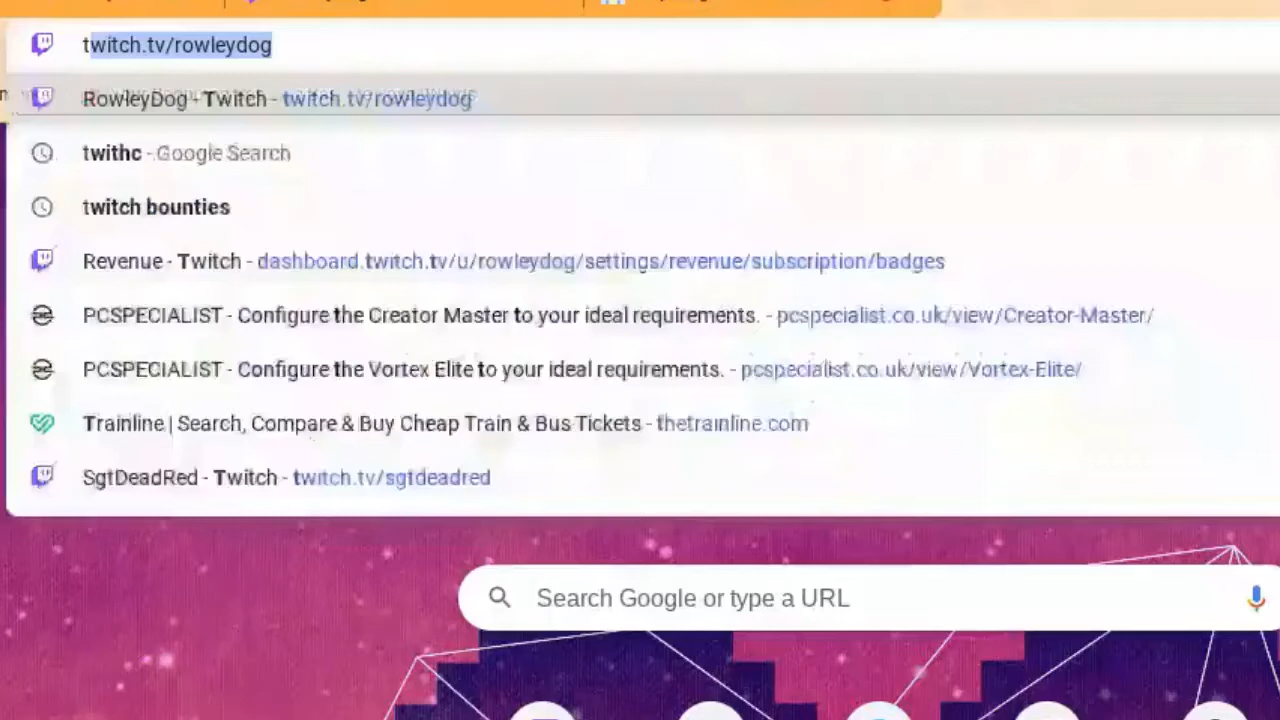 twitch.tv/rowleydog
RowleyDog - Twitch - twitch.tv/rowleydog
twithc - Google Search
twitch bounties
Revenue - Twitch - dashboard.twitch.tv/u/rowleydog/settings/revenue/subscription/badges
PCSPECIALIST - Configure the Creator Master to your ideal requirements. - pcspecialist.co.uk/view/Creator-Master/
PCSPECIALIST - Configure the Vortex Elite to your ideal requirements. - pcspecialist.co.uk/view/Vortex-Elite/
Trainline | Search, Compare & Buy Cheap Train & Bus Tickets - thetrainline.com
SgtDeadRed - Twitch - twitch.tv/sgtdeadred
Search Google or type a URL